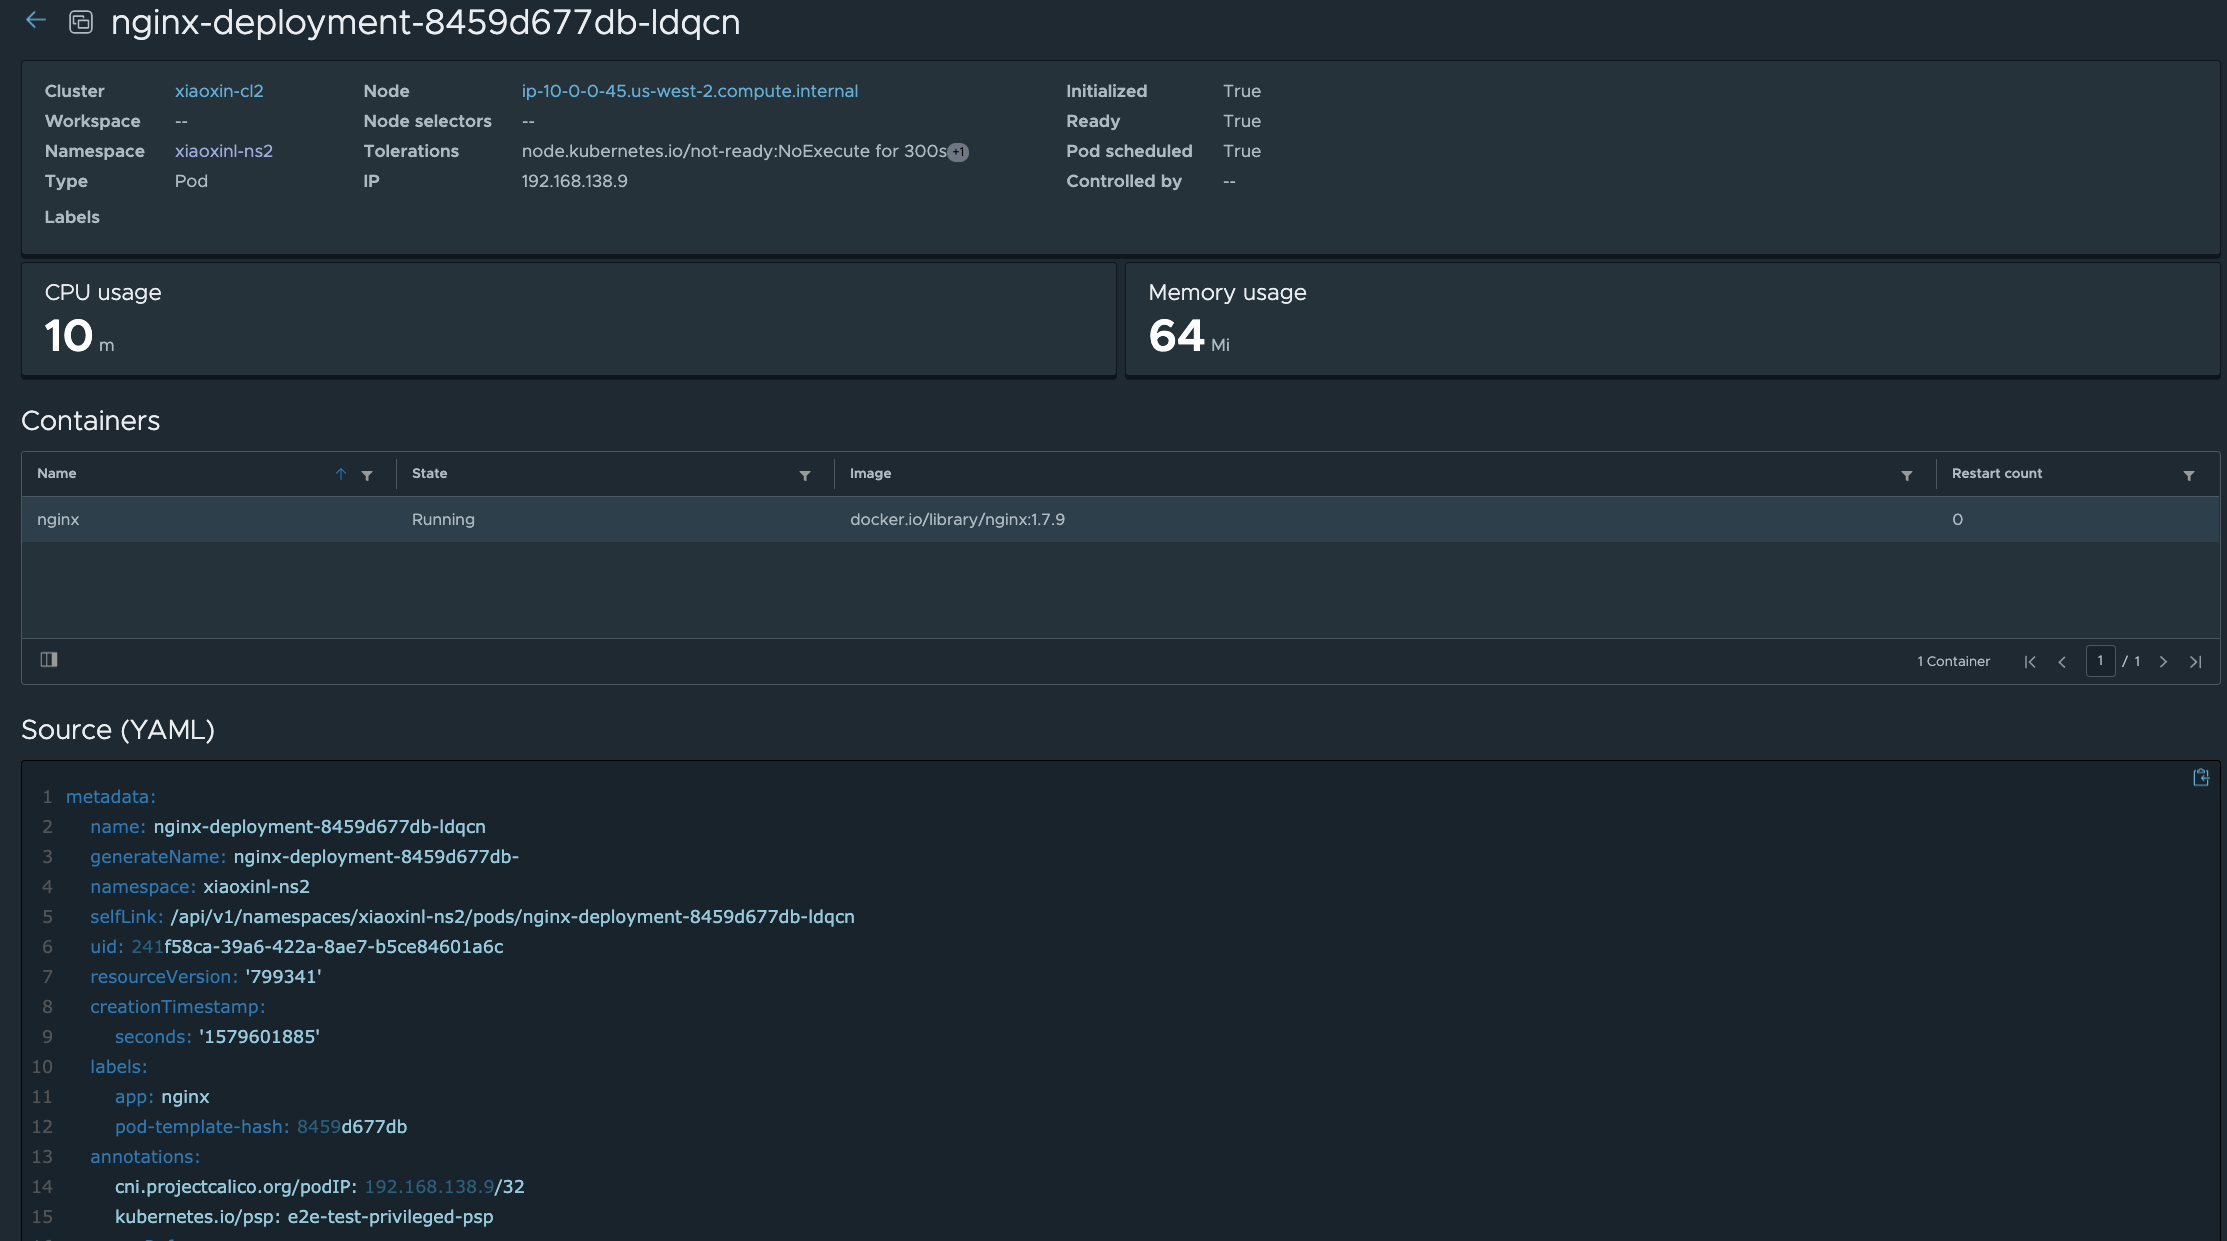 nginx-deployment-8459d677db-ldqcn
Cluster xiaoxin-cl2 Node ip-10-0-0-45.us-west-2.compute.internal Initialized True
Workspace -- Node selectors -- Ready True
Namespace xiaoxinl-ns2 Tolerations node.kubernetes.io/not-ready:NoExecute for 300s +1 Pod scheduled True
Type Pod IP 192.168.138.9 Controlled by --
Labels
CPU usage
10 m
Memory usage
64 Mi
Containers
Name State Image Restart count
nginx Running docker.io/library/nginx:1.7.9 0
1 Container 1 / 1
Source (YAML)
1 metadata:
2 name: nginx-deployment-8459d677db-ldqcn
3 generateName: nginx-deployment-8459d677db-
4 namespace: xiaoxinl-ns2
5 selfLink: /api/v1/namespaces/xiaoxinl-ns2/pods/nginx-deployment-8459d677db-ldqcn
6 uid: 241f58ca-39a6-422a-8ae7-b5ce84601a6c
7 resourceVersion: '799341'
8 creationTimestamp:
9 seconds: '1579601885'
10 labels:
11 app: nginx
12 pod-template-hash: 8459d677db
13 annotations:
14 cni.projectcalico.org/podIP: 192.168.138.9/32
15 kubernetes.io/psp: e2e-test-privileged-psp